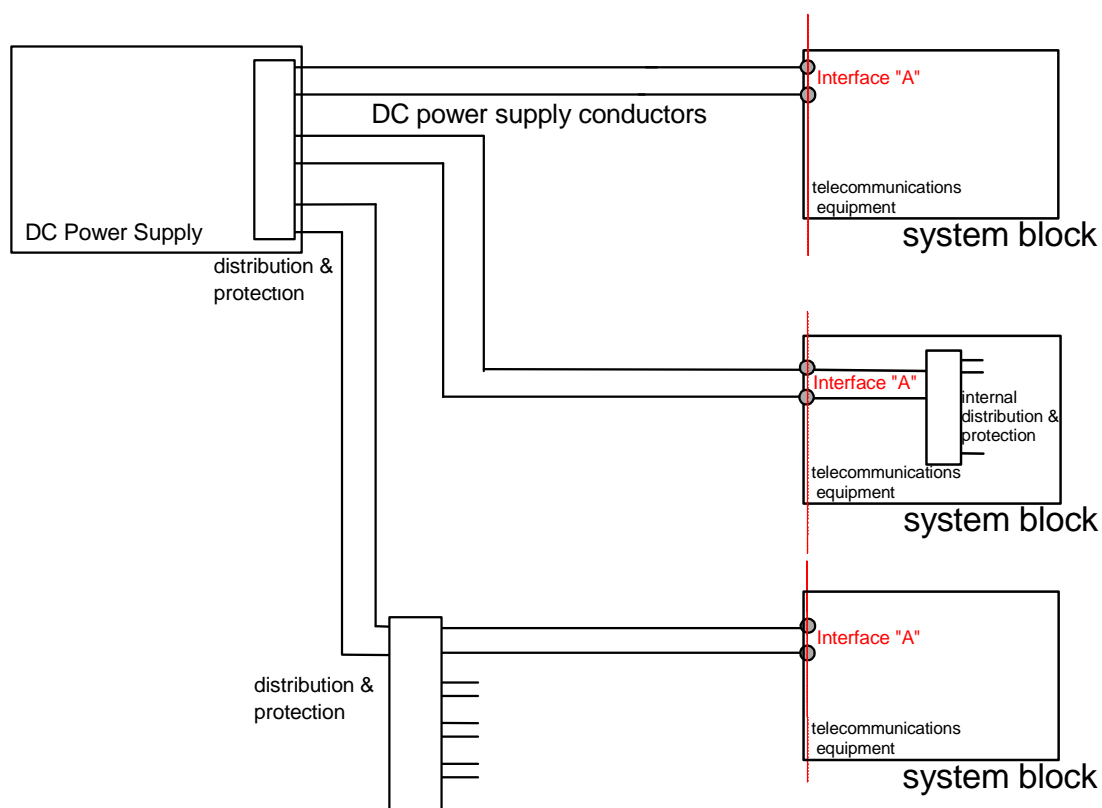 Interface "A"
DC power supply conductors
telecommunications
equipment
system block
DC Power Supply
distribution &
protection
Interface "A"
internal
distribution &
protection
telecommunications
equipment
system block
Interface "A"
distribution &
protection
telecommunications
equipment
system block